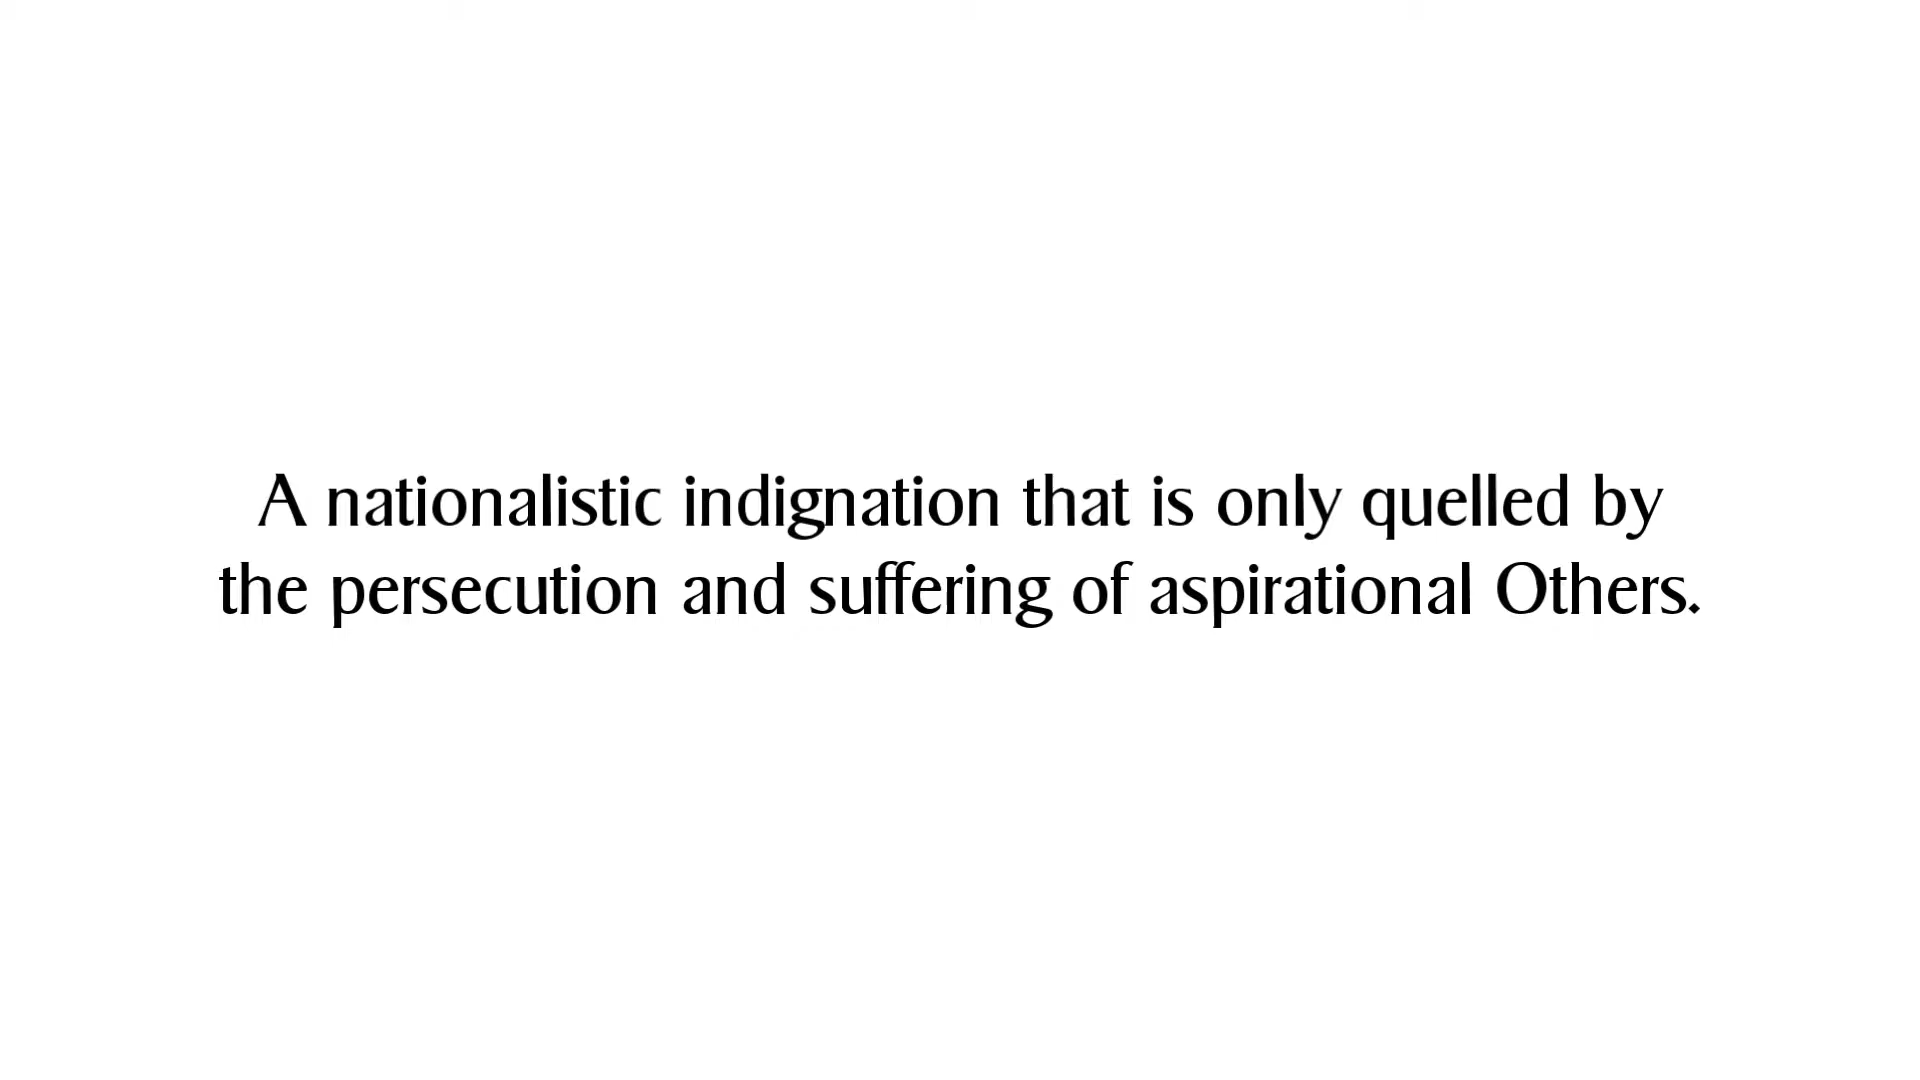 A nationalistic indignation that is only quelled by
the persecution and suffering of aspirational Others.